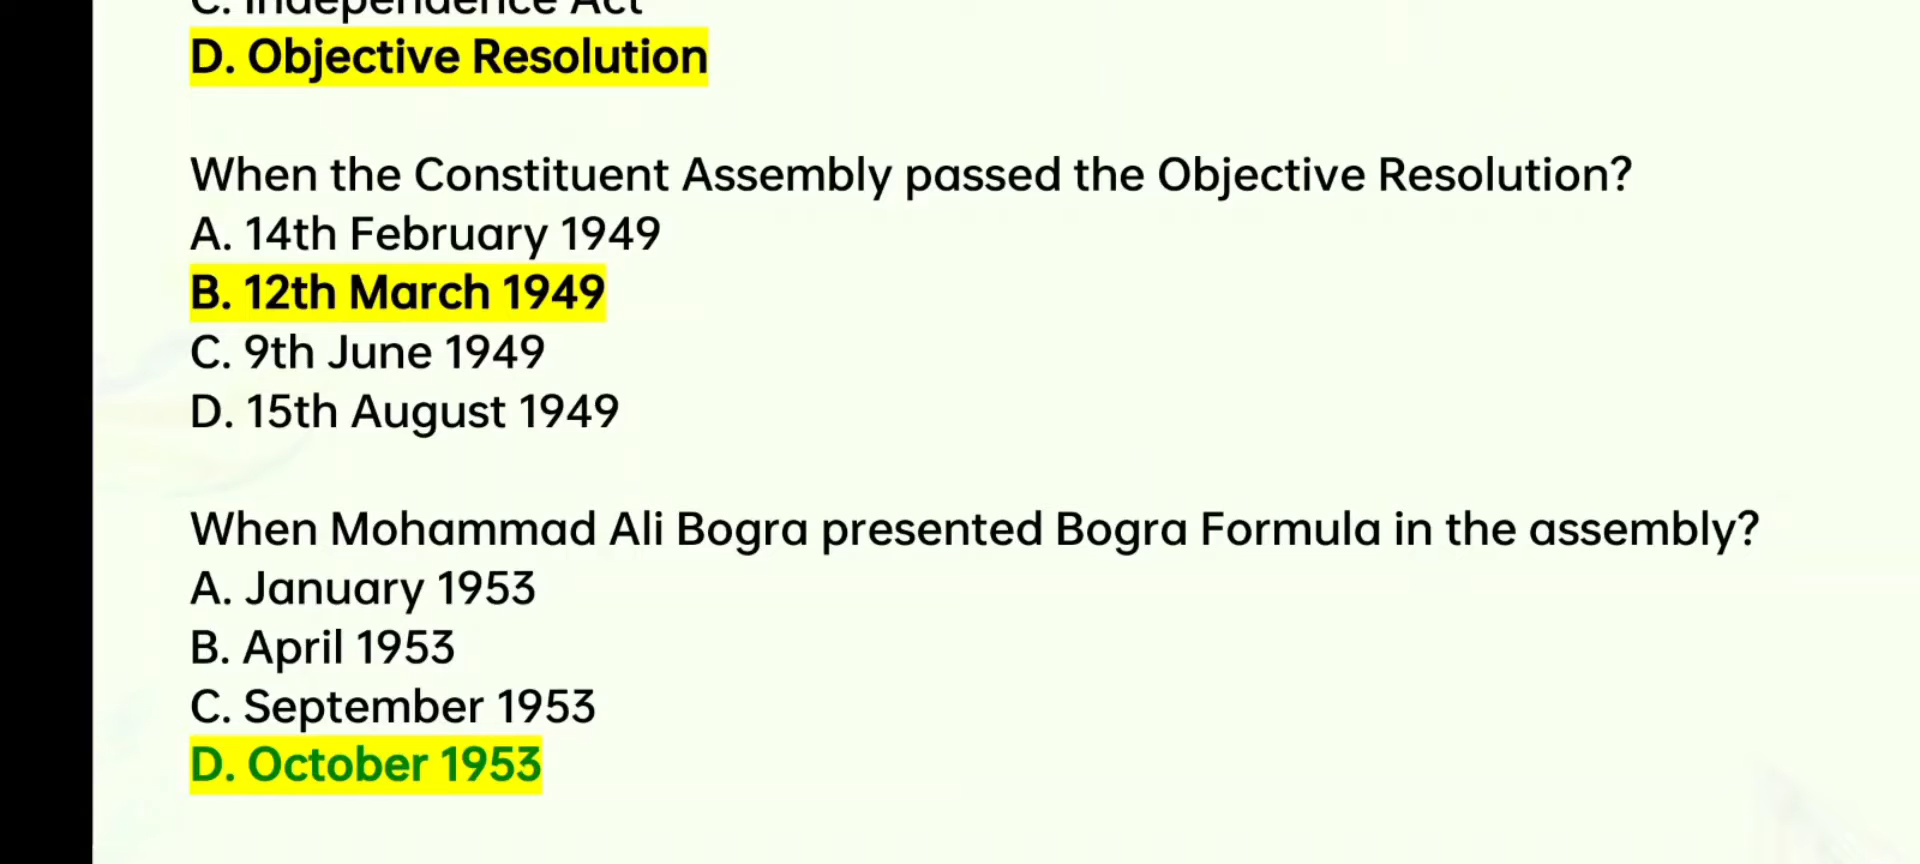 C. Independence Act
D. Objective Resolution
When the Constituent Assembly passed the Objective Resolution?
A. 14th February 1949
B. 12th March 1949
C. 9th June 1949
D. 15th August 1949
When Mohammad Ali Bogra presented Bogra Formula in the assembly?
A. January 1953
B. April 1953
C. September 1953
D. October 1953